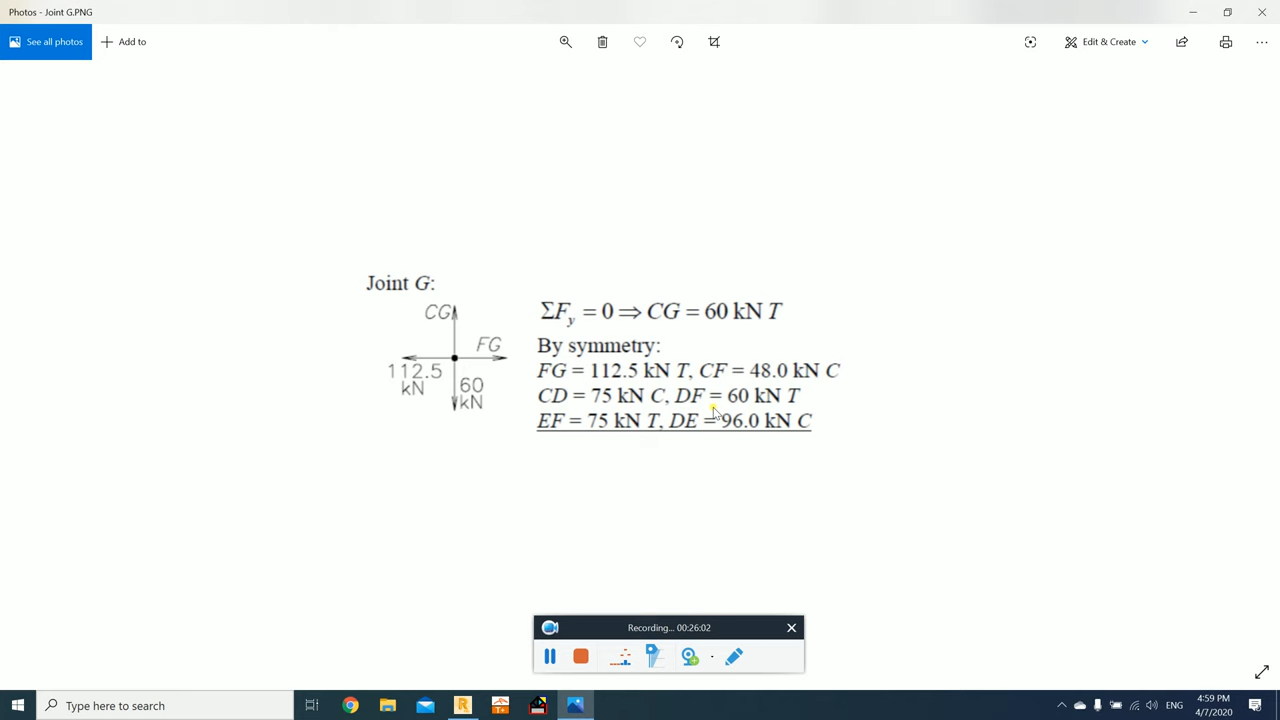 Photos - Joint G.PNG
See all photos
Add to
Edit & Create
Joint G:
CG
FG
112.5
kN
60
kN
ΣF_y = 0 ⇒ CG = 60 kN T
By symmetry:
FG = 112.5 kN T, CF = 48.0 kN C
CD = 75 kN C, DF = 60 kN T
EF = 75 kN T, DE = 96.0 kN C
Recording... 00:26:02
Type here to search
ENG
4:59 PM
4/7/2020